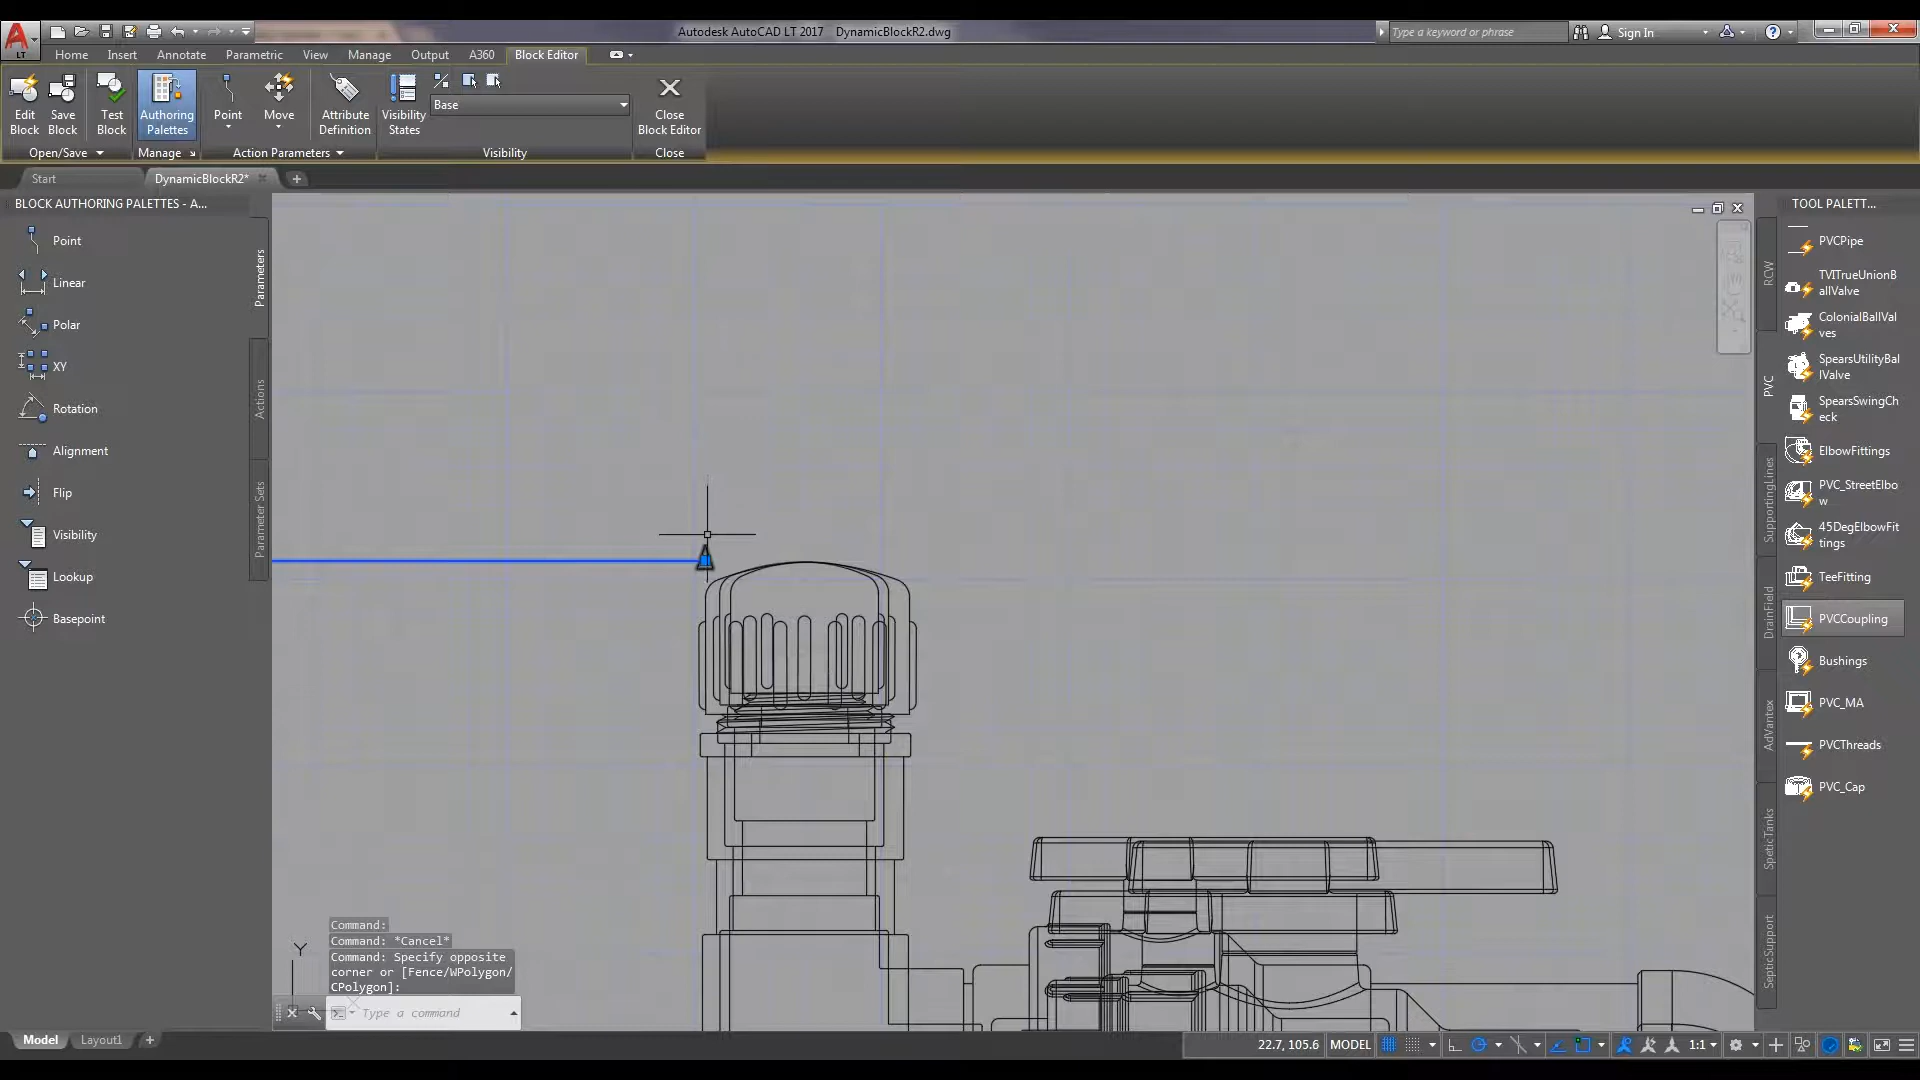 Autodesk AutoCAD LT 2017 DynamicBlockR2.dwg
Type a keyword or phrase
Sign In
LT
Home Insert Annotate Parametric View Manage Output A360 Block Editor
Edit Block
Save Block
Test Block
Authoring Palettes
Point
Move
Attribute Definition
Visibility States
Base
Close Block Editor
Open/Save
Manage
Action Parameters
Visibility
Close
Start
DynamicBlockR2*
BLOCK AUTHORING PALETTES - A...
Point
Linear
Polar
XY
Rotation
Alignment
Flip
Visibility
Lookup
Basepoint
Parameters
Actions
Parameter Sets
TOOL PALETT...
PVCPipe
TVITrueUnionB
allValve
ColonialBallVal
ves
SpearsUtilityBal
lValve
SpearsSwingCh
eck
ElbowFittings
PVC_StreetElbo
w
45DegElbowFit
tings
TeeFitting
PVCCoupling
Bushings
PVC_MA
PVCThreads
PVC_Cap
RCW
PVC
SupportingLines
DrainField
AdVantex
SpeticTanks
SepticSupport
Y
Command:
Command: *Cancel*
Command: Specify opposite
corner or [Fence/WPolygon/
CPolygon]:
Type a command
Model
Layout1
22.7, 105.6
MODEL
1:1